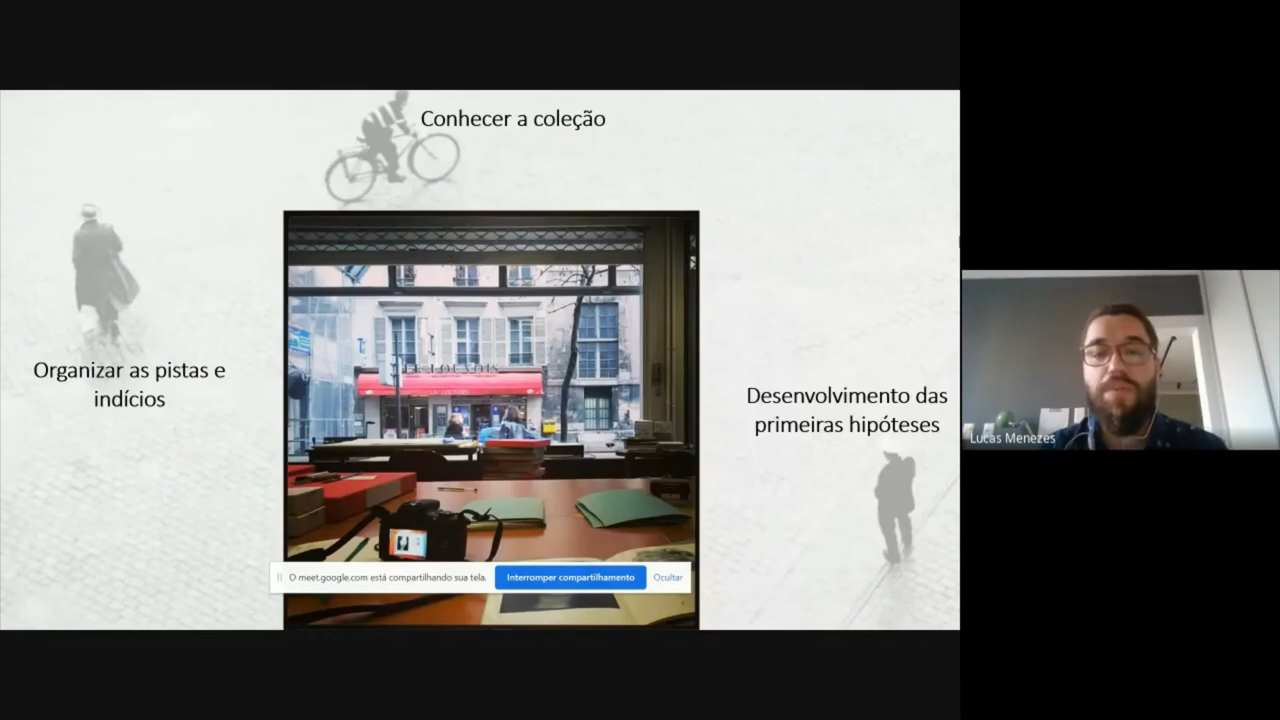 Conhecer a coleção
Organizar as pistas e
indícios
Desenvolvimento das
primeiras hipóteses
Lucas Menezes
O meet.google.com está compartilhando sua tela.
Interromper compartilhamento
Ocultar